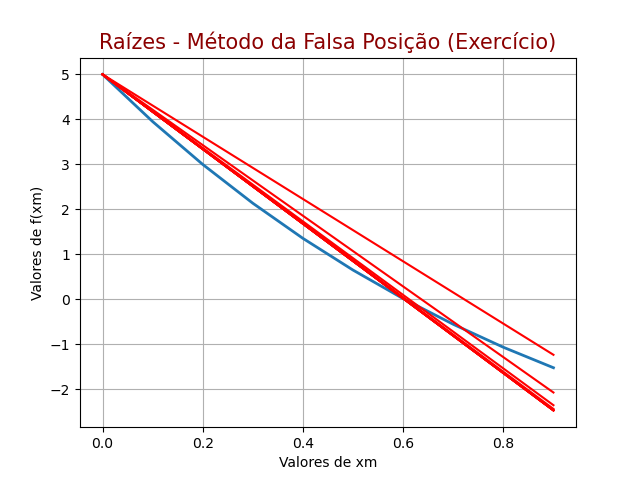 Raízes - Método da Falsa Posição (Exercício)
5
4
3
2
1
0
−1
−2
Valores de f(xm)
0.0 0.2 0.4 0.6 0.8
Valores de xm